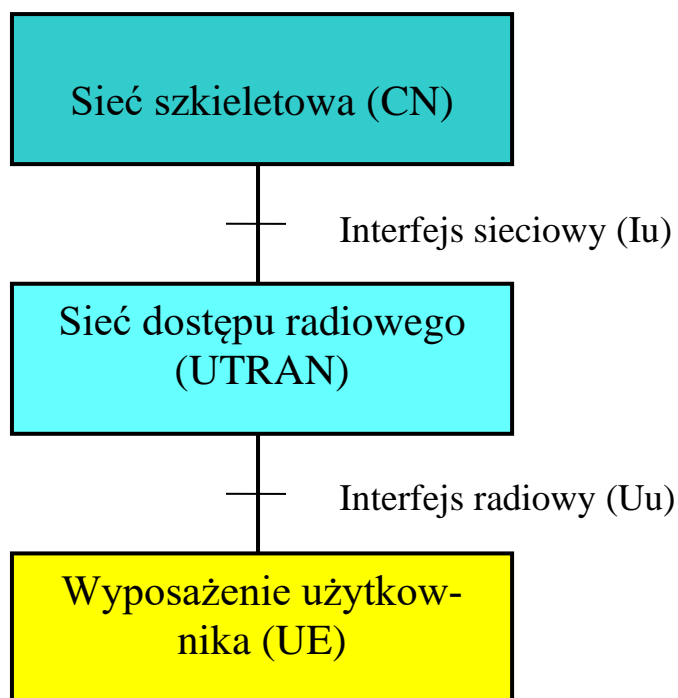 Sieć szkieletowa (CN)
Interfejs sieciowy (Iu)
Sieć dostępu radiowego
(UTRAN)
Interfejs radiowy (Uu)
Wyposażenie użytkow-
nika (UE)